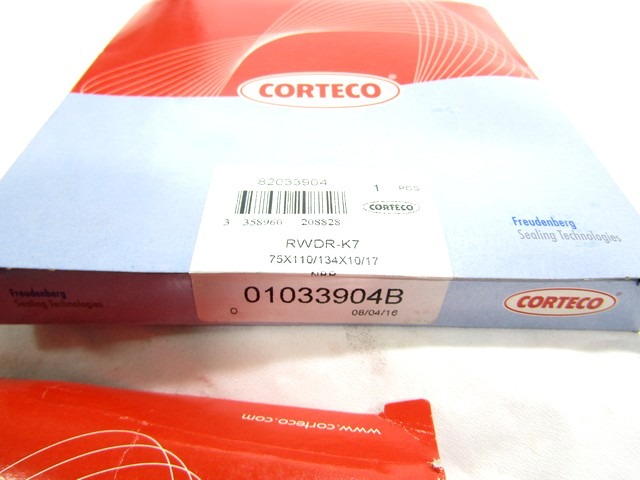 CORTECO®
82033904
1 PCS
CORTECO
3 358960 208828
RWDR-K7
75X110/134X10/17
NBR
Freudenberg
Sealing Technologies
Freudenberg
Sealing Technologies
01033904B
0 08/04/16
CORTECO
www.corteco.com